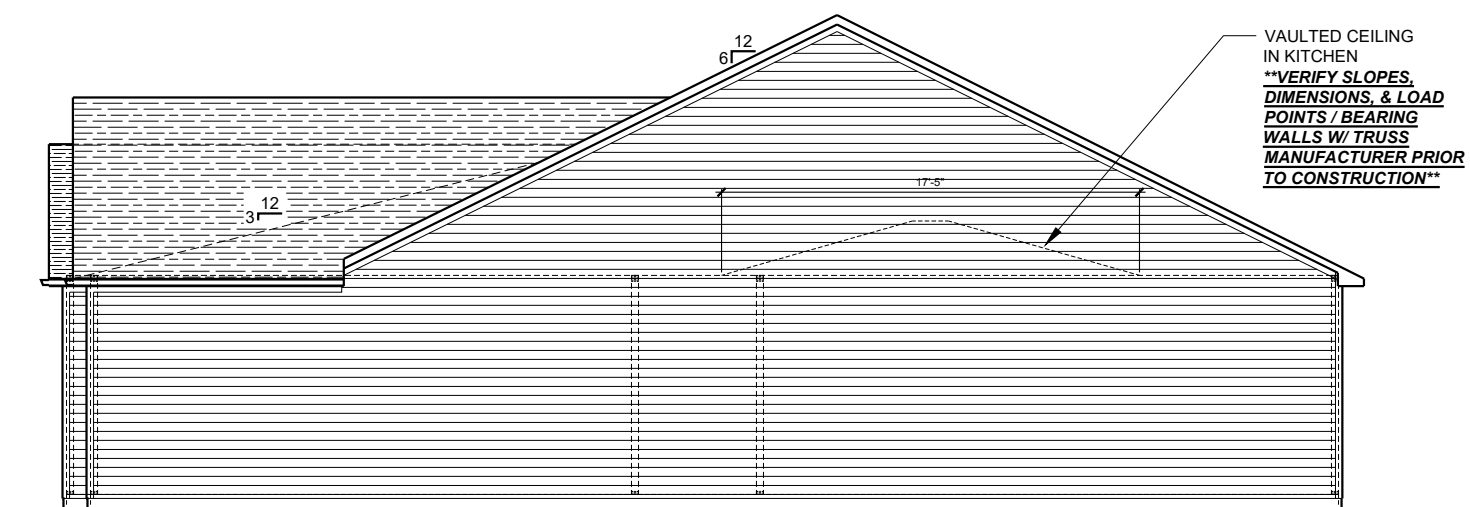 12
6
VAULTED CEILING
IN KITCHEN
**VERIFY SLOPES,
DIMENSIONS, & LOAD
POINTS / BEARING
WALLS W/ TRUSS
MANUFACTURER PRIOR
TO CONSTRUCTION**
17'-5"
12
3